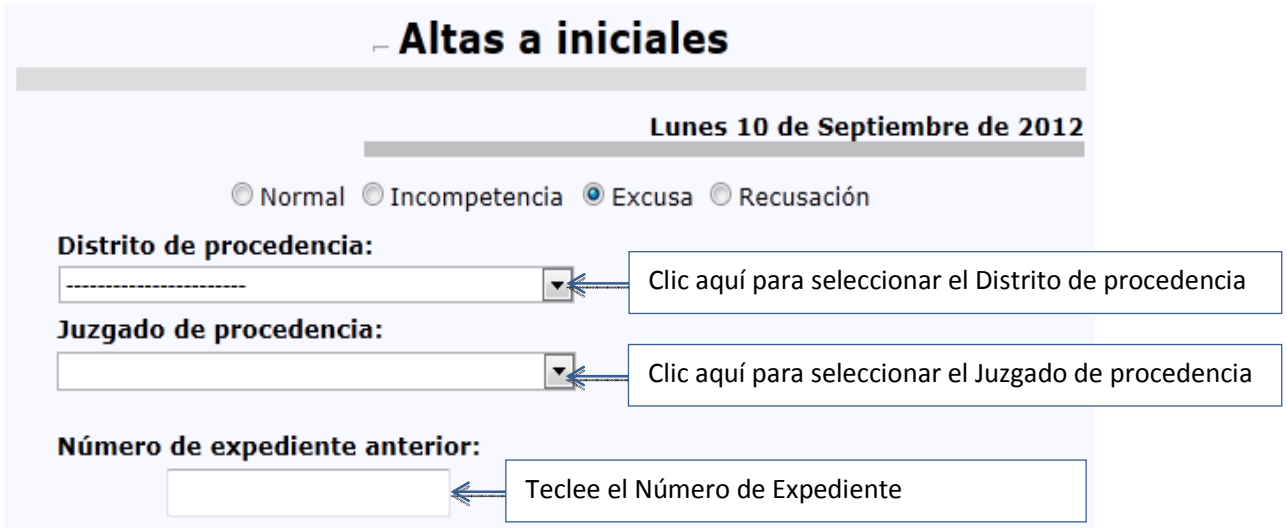 Altas a iniciales
Lunes 10 de Septiembre de 2012
Normal Incompetencia Excusa Recusación
Distrito de procedencia:
------------------------
Clic aquí para seleccionar el Distrito de procedencia
Juzgado de procedencia:
Clic aquí para seleccionar el Juzgado de procedencia
Número de expediente anterior:
Teclee el Número de Expediente